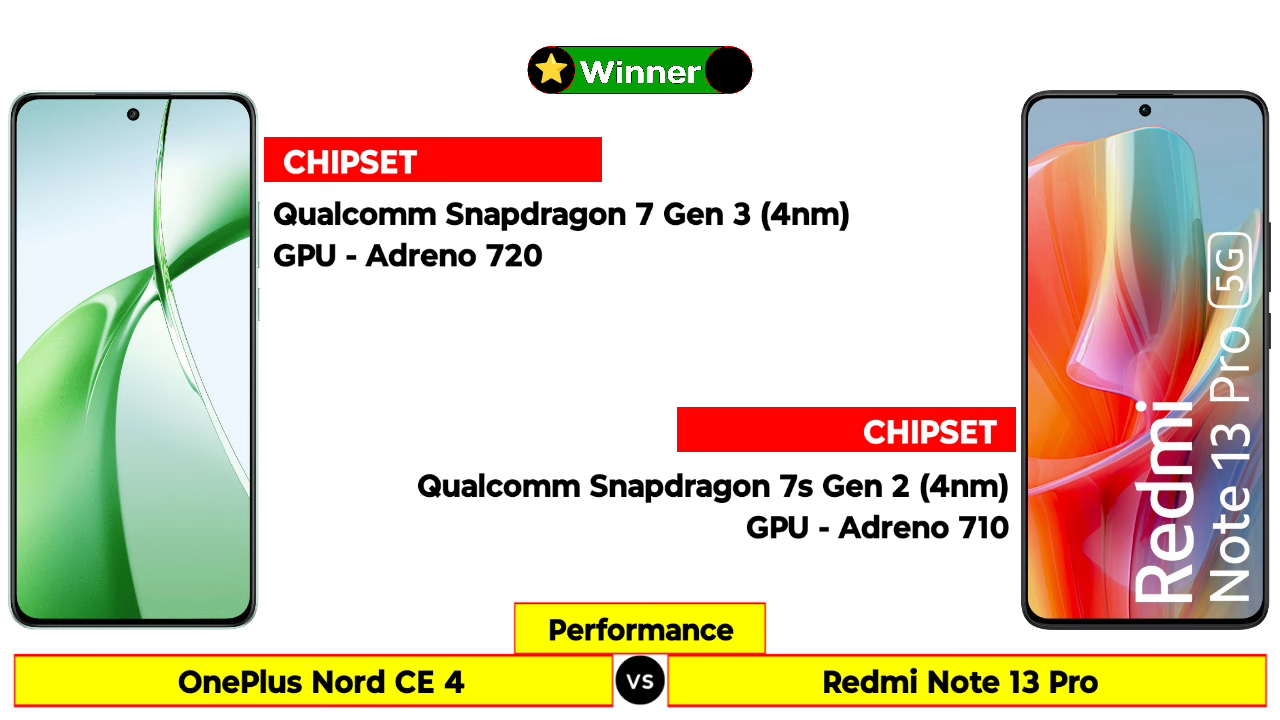 Winner
CHIPSET
Qualcomm Snapdragon 7 Gen 3 (4nm)
GPU - Adreno 720
CHIPSET
Qualcomm Snapdragon 7s Gen 2 (4nm)
GPU - Adreno 710
Redmi
Note 13 Pro 5G
Performance
OnePlus Nord CE 4 VS Redmi Note 13 Pro